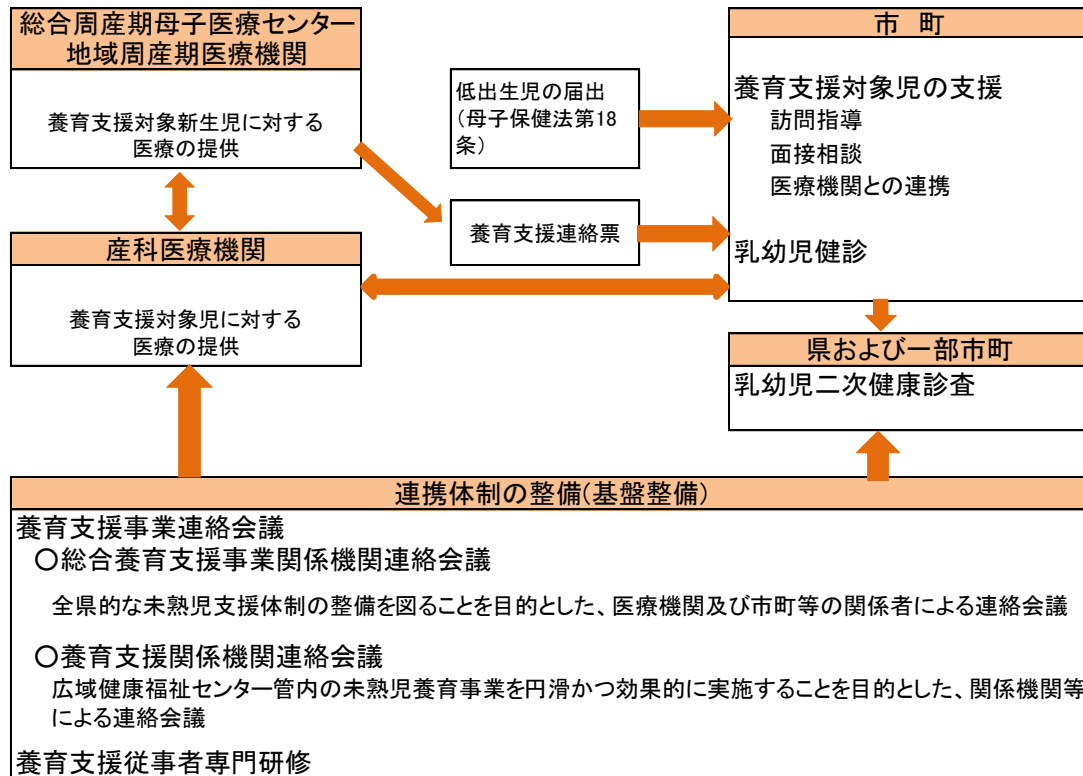 総合周産期母子医療センター
地域周産期医療機関
養育支援対象新生児に対する
医療の提供
産科医療機関
養育支援対象児に対する
医療の提供
低出生児の届出
(母子保健法第18
条)
養育支援連絡票
市　町
養育支援対象児の支援
訪問指導
面接相談
医療機関との連携
乳幼児健診
県および一部市町
乳幼児二次健康診査
連携体制の整備(基盤整備)
養育支援事業連絡会議
〇総合養育支援事業関係機関連絡会議
全県的な未熟児支援体制の整備を図ることを目的とした、医療機関及び市町等の関係者による連絡会議
〇養育支援関係機関連絡会議
広域健康福祉センター管内の未熟児養育事業を円滑かつ効果的に実施することを目的とした、関係機関等
による連絡会議
養育支援従事者専門研修